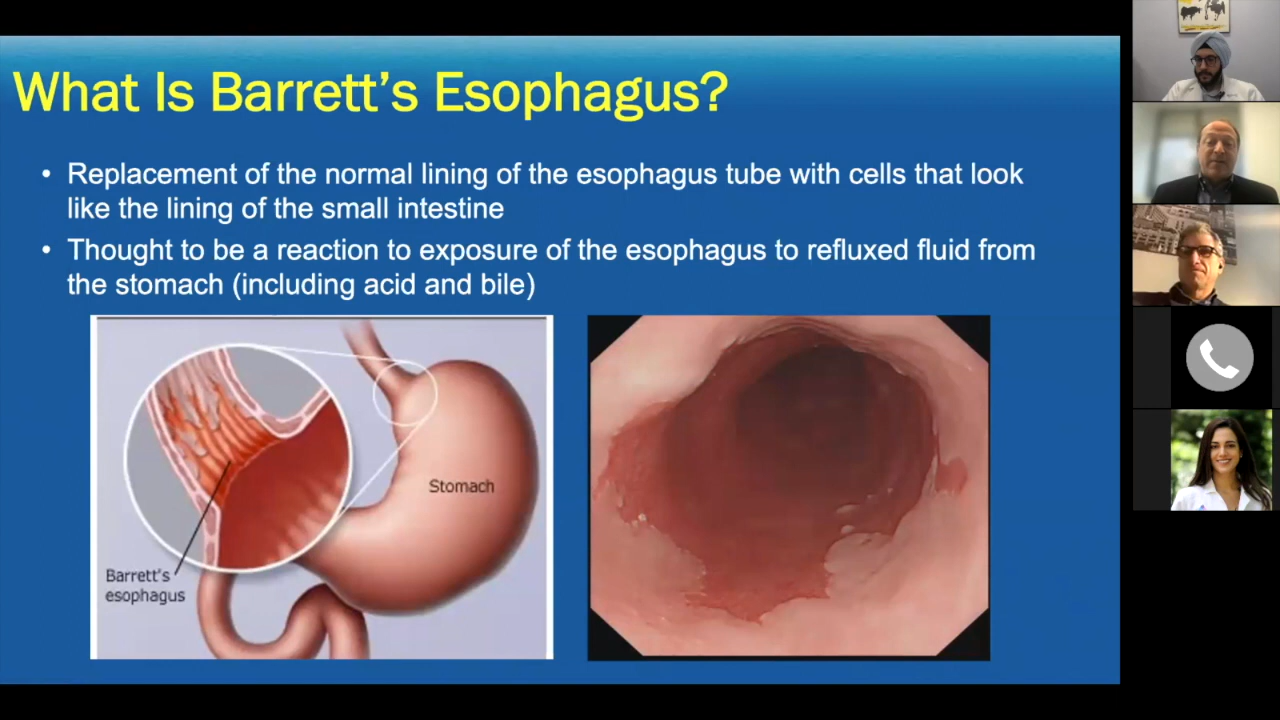 What Is Barrett’s Esophagus?
• Replacement of the normal lining of the esophagus tube with cells that look
like the lining of the small intestine
• Thought to be a reaction to exposure of the esophagus to refluxed fluid from
the stomach (including acid and bile)
Stomach
Barrett's
esophagus